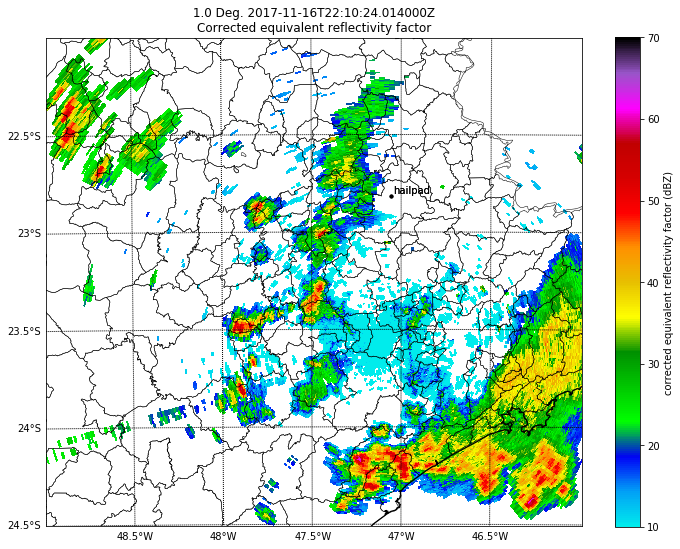 1.0 Deg. 2017-11-16T22:10:24.014000Z
Corrected equivalent reflectivity factor
70
60
50
40
30
20
10
corrected equivalent reflectivity factor (dBZ)
hailpad
22.5°S
23°S
23.5°S
24°S
24.5°S
48.5°W
48°W
47.5°W
47°W
46.5°W